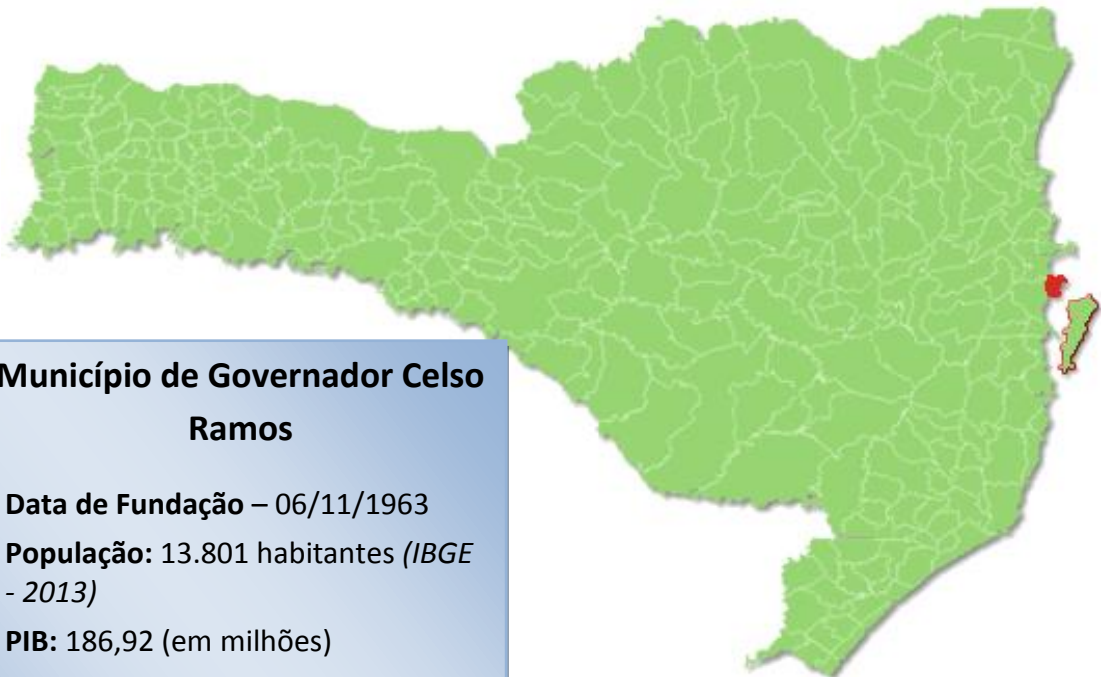 Município de Governador Celso
Ramos
Data de Fundação – 06/11/1963
População: 13.801 habitantes (IBGE
- 2013)
PIB: 186,92 (em milhões)